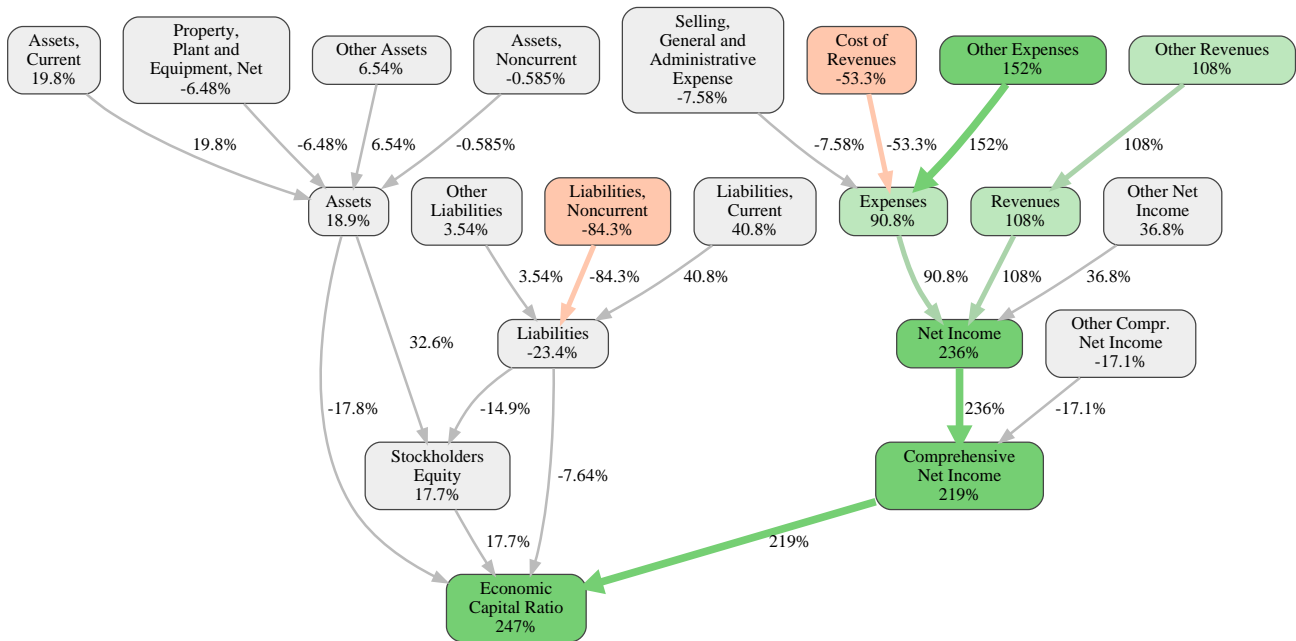 Assets,
Current
19.8%
Property,
Plant and
Equipment, Net
-6.48%
Other Assets
6.54%
Assets,
Noncurrent
-0.585%
Selling,
General and
Administrative
Expense
-7.58%
Cost of
Revenues
-53.3%
Other Expenses
152%
Other Revenues
108%
19.8%
-6.48%
6.54%
-0.585%
-7.58%
-53.3%
152%
108%
Assets
18.9%
Other
Liabilities
3.54%
Liabilities,
Noncurrent
-84.3%
Liabilities,
Current
40.8%
Expenses
90.8%
Revenues
108%
Other Net
Income
36.8%
3.54%
-84.3%
40.8%
90.8%
108%
36.8%
Liabilities
-23.4%
Net Income
236%
Other Compr.
Net Income
-17.1%
32.6%
-17.8%
-14.9%
236%
-17.1%
Stockholders
Equity
17.7%
-7.64%
Comprehensive
Net Income
219%
17.7%
219%
Economic
Capital Ratio
247%